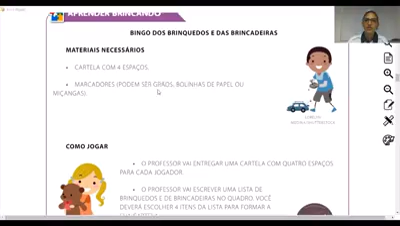 APRENDER BRINCANDO
BINGO DOS BRINQUEDOS E DAS BRINCADEIRAS
MATERIAIS NECESSÁRIOS
• CARTELA COM 4 ESPAÇOS.
• MARCADORES (PODEM SER GRÃOS, BOLINHAS DE PAPEL OU
MIÇANGAS).
COMO JOGAR
• O PROFESSOR VAI ENTREGAR UMA CARTELA COM QUATRO ESPAÇOS
PARA CADA JOGADOR.
• O PROFESSOR VAI ESCREVER UMA LISTA DE
BRINQUEDOS E DE BRINCADEIRAS NO QUADRO. VOCÊ
DEVERÁ ESCOLHER 4 ITENS DA LISTA PARA FORMAR A